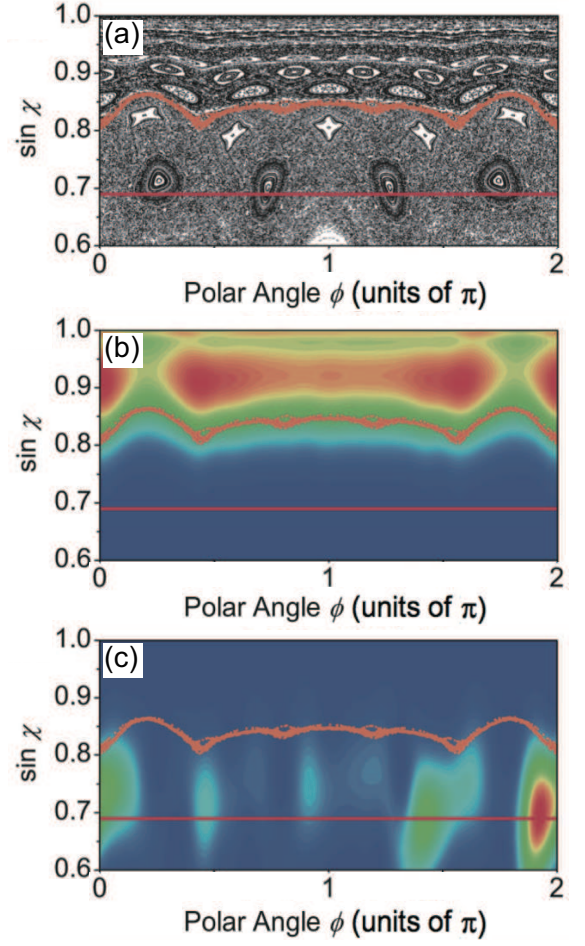 (a)
1.0
0.9
0.8
0.7
0.6
sin χ
0 1 2
Polar Angle ϕ (units of π)
(b)
1.0
0.9
0.8
0.7
0.6
sin χ
0 1 2
Polar Angle ϕ (units of π)
(c)
1.0
0.9
0.8
0.7
0.6
sin χ
0 1 2
Polar Angle ϕ (units of π)